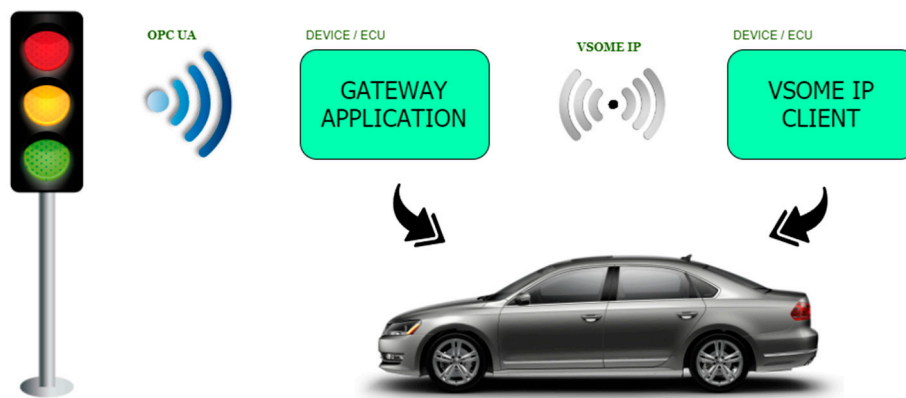 OPC UA
DEVICE / ECU
GATEWAY
APPLICATION
VSOME IP
DEVICE / ECU
VSOME IP
CLIENT